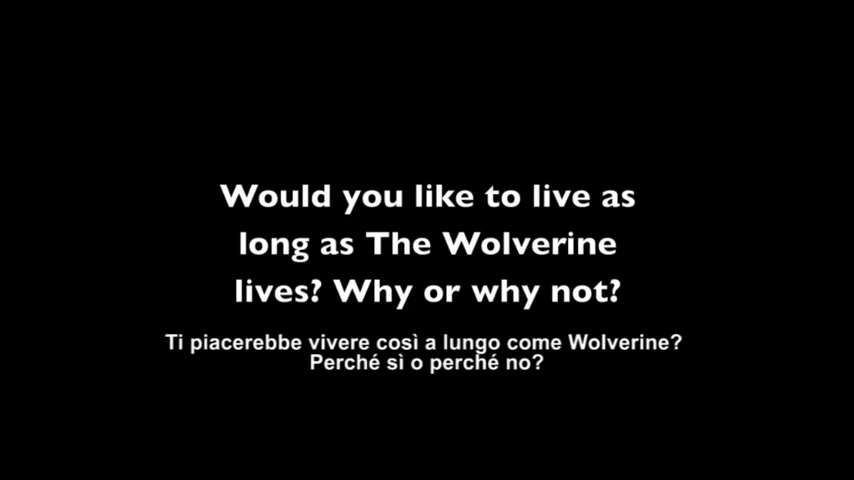 Would you like to live as
long as The Wolverine
lives? Why or why not?
Ti piacerebbe vivere così a lungo come Wolverine?
Perché sì o perché no?